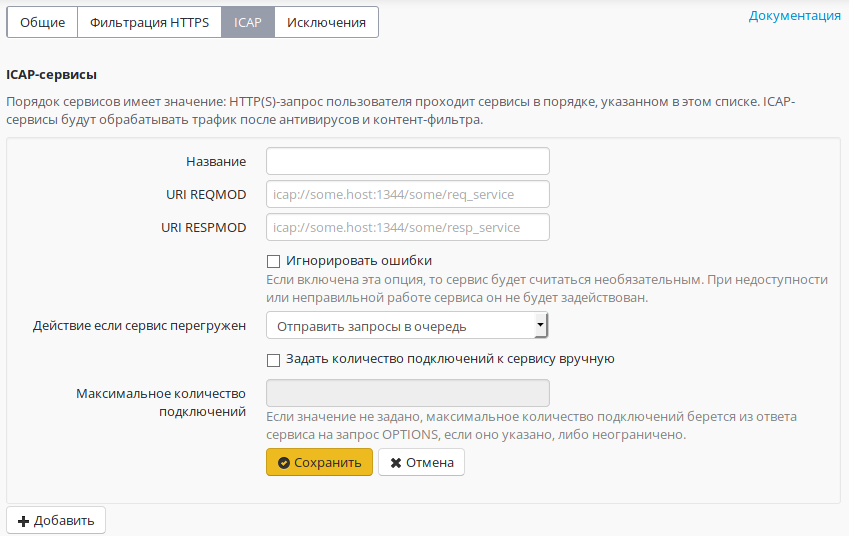 Общие Фильтрация HTTPS ICAP Исключения Документация
ICAP-сервисы
Порядок сервисов имеет значение: HTTP(S)-запрос пользователя проходит сервисы в порядке, указанном в этом списке. ICAP-
сервисы будут обрабатывать трафик после антивирусов и контент-фильтра.
Название
URI REQMOD icap://some.host:1344/some/req_service
URI RESPMOD icap://some.host:1344/some/resp_service
Игнорировать ошибки
Если включена эта опция, то сервис будет считаться необязательным. При недоступности
или неправильной работе сервиса он не будет задействован.
Действие если сервис перегружен Отправить запросы в очередь
Задать количество подключений к сервису вручную
Максимальное количество
подключений
Если значение не задано, максимальное количество подключений берется из ответа
сервиса на запрос OPTIONS, если оно указано, либо неограничено.
Сохранить Отмена
Добавить